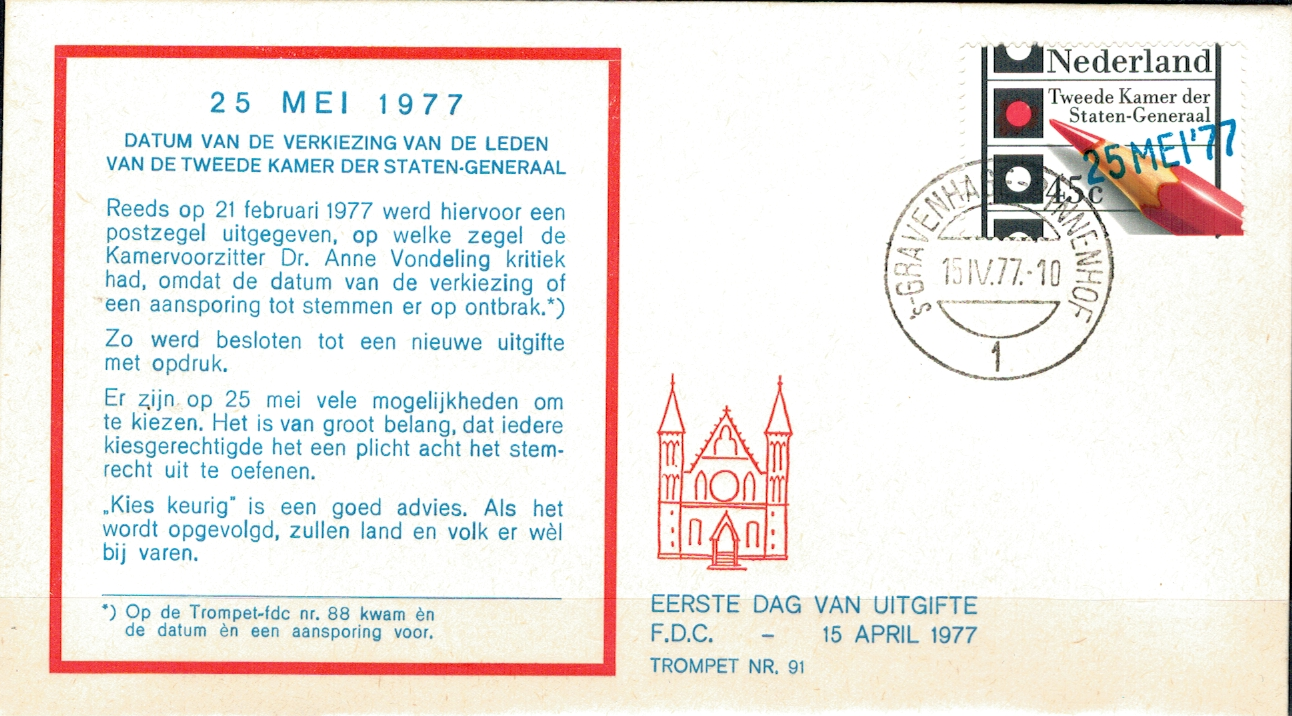 25 MEI 1977
DATUM VAN DE VERKIEZING VAN DE LEDEN
VAN DE TWEEDE KAMER DER STATEN-GENERAAL
Reeds op 21 februari 1977 werd hiervoor een
postzegel uitgegeven, op welke zegel de
Kamervoorzitter Dr. Anne Vondeling kritiek
had, omdat de datum van de verkiezing of
een aansporing tot stemmen er op ontbrak.*)
Zo werd besloten tot een nieuwe uitgifte
met opdruk.
Er zijn op 25 mei vele mogelijkheden om
te kiezen. Het is van groot belang, dat iedere
kiesgerechtigde het een plicht acht het stem-
recht uit te oefenen.
„Kies keurig” is een goed advies. Als het
wordt opgevolgd, zullen land en volk er wèl
bij varen.
*) Op de Trompet-fdc nr. 88 kwam èn
de datum èn een aansporing voor.
Nederland
Tweede Kamer der
Staten-Generaal
25 MEI '77
45c
's-GRAVENHAGE-BINNENHOF
15 IV.77.-10
1
EERSTE DAG VAN UITGIFTE
F.D.C. - 15 APRIL 1977
TROMPET NR. 91